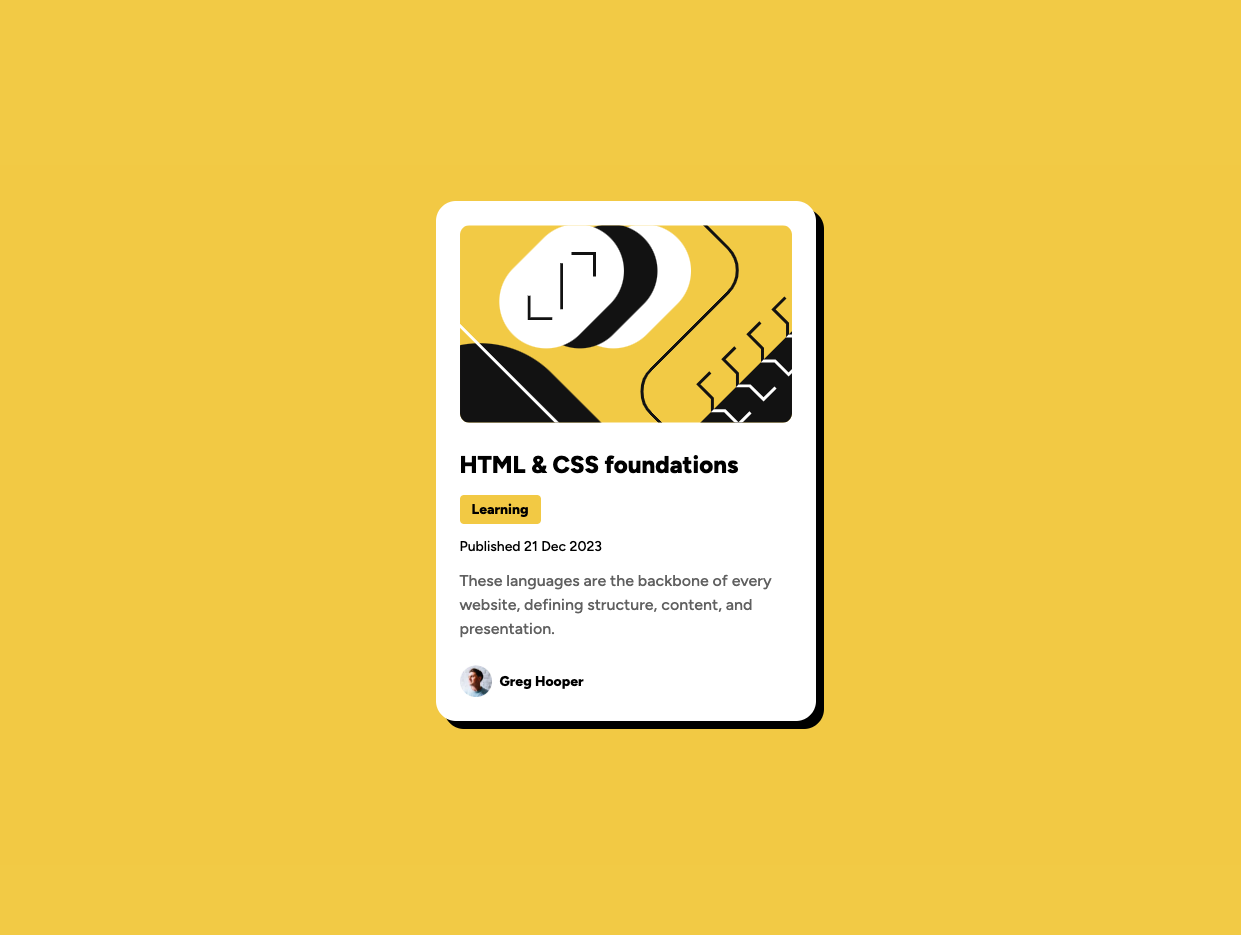 HTML & CSS foundations
Learning
Published 21 Dec 2023
These languages are the backbone of every
website, defining structure, content, and
presentation.
Greg Hooper